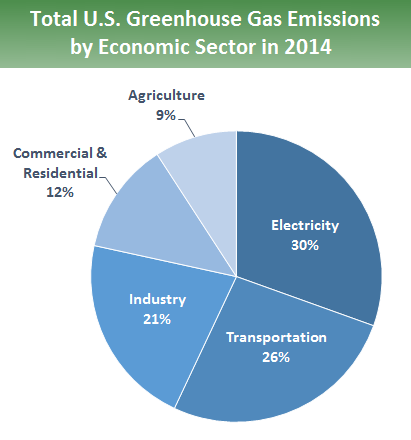 Total U.S. Greenhouse Gas Emissions
by Economic Sector in 2014
Agriculture
9%
Commercial &
Residential
12%
Electricity
30%
Industry
21%
Transportation
26%